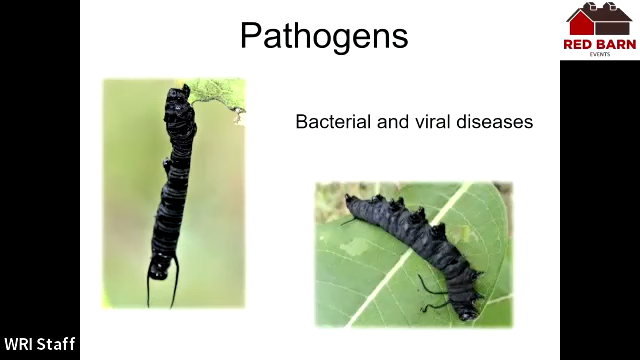 Pathogens
RED BARN
EVENTS
Bacterial and viral diseases
WRI Staff